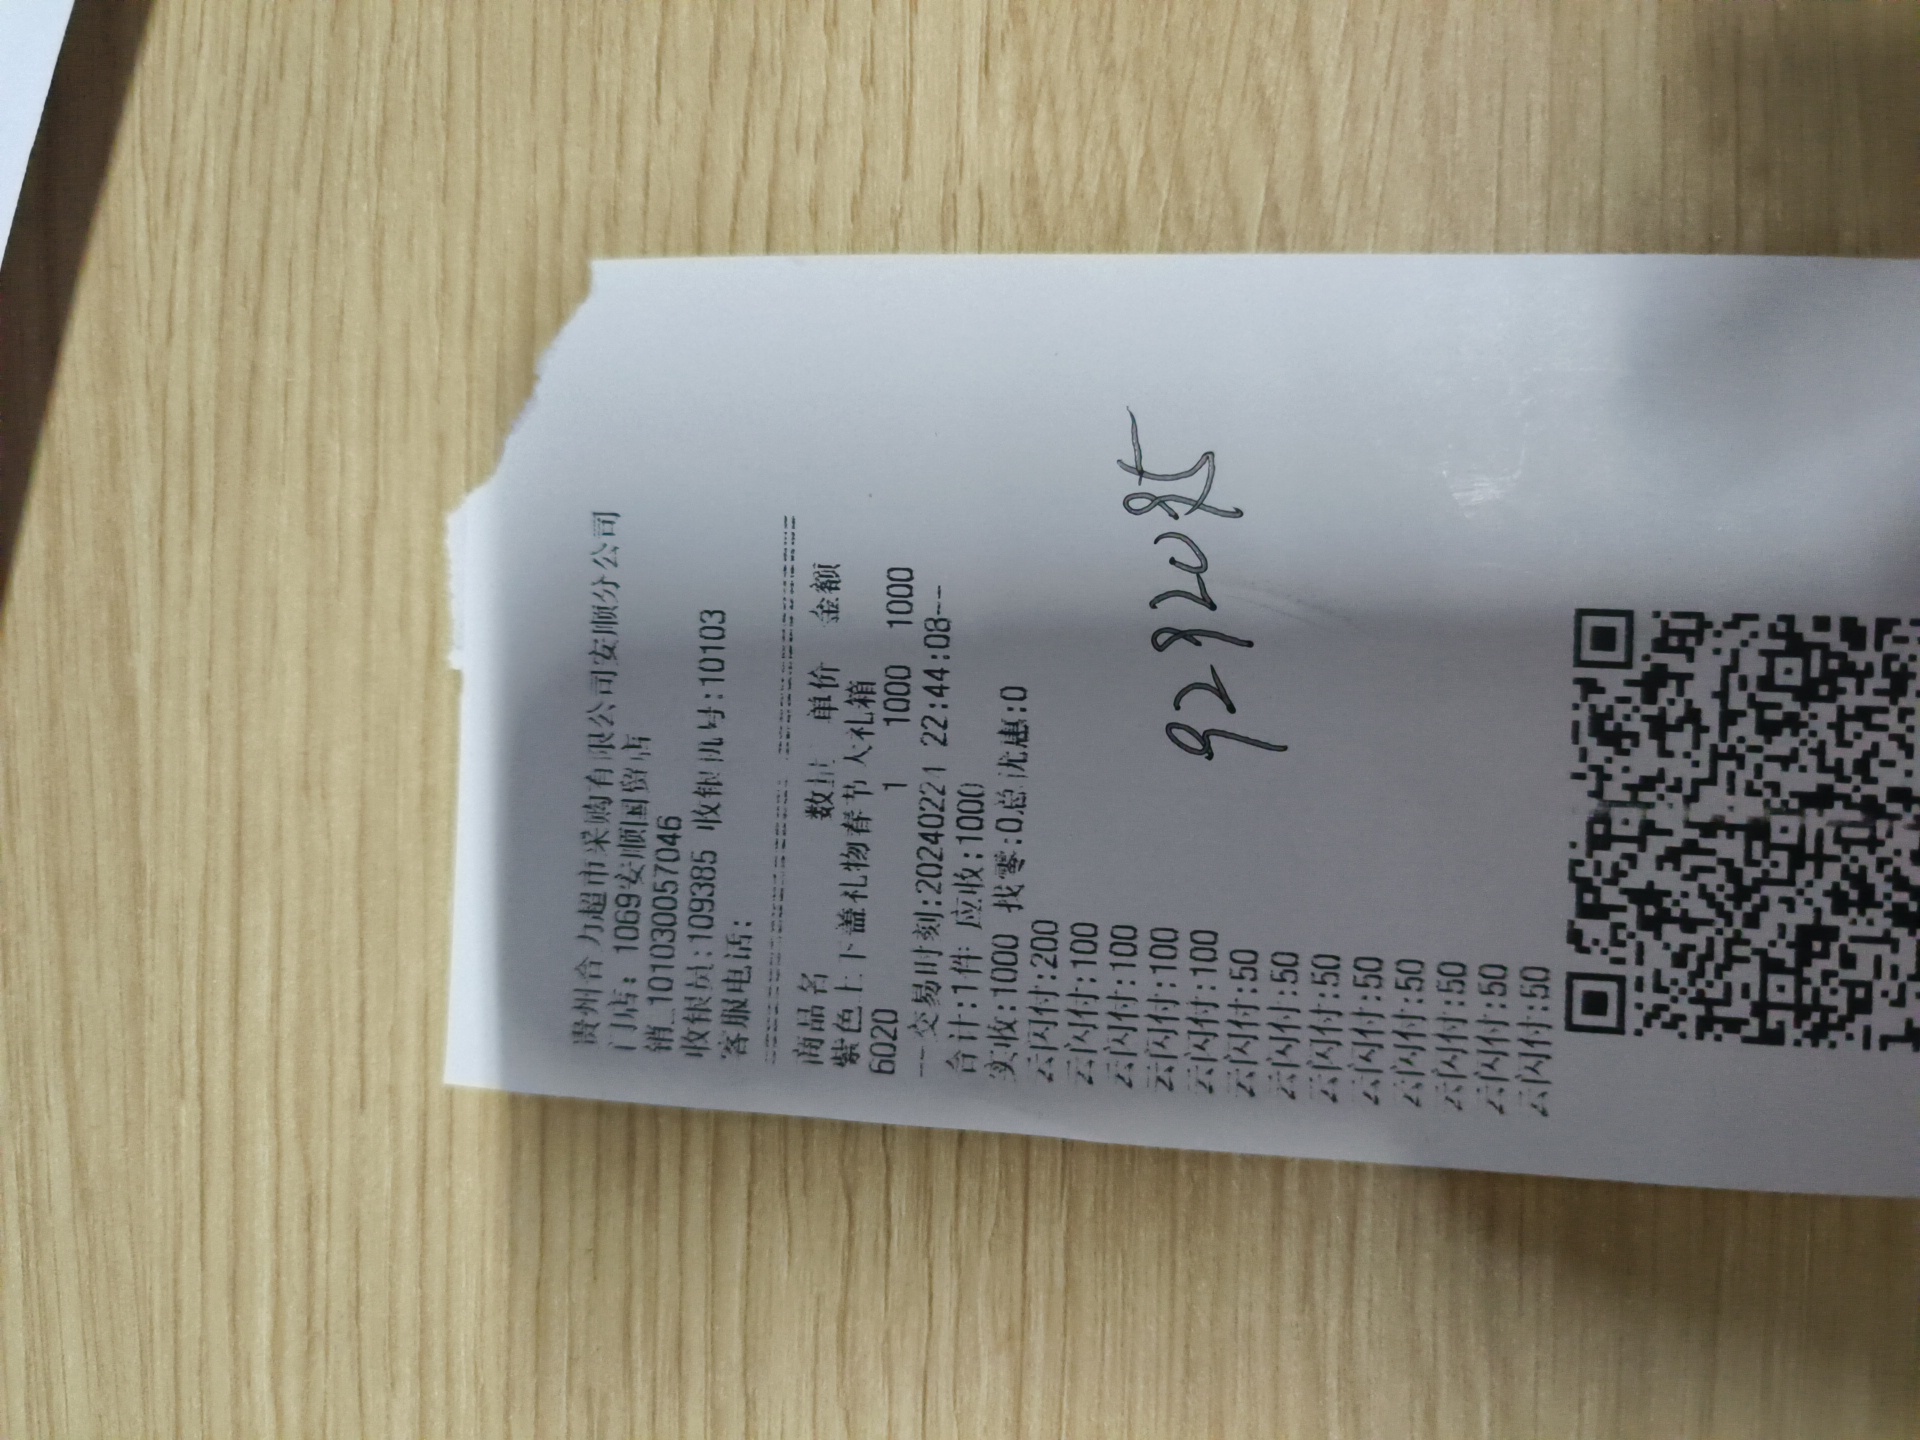 贵州合力超市采购有限公司安顺分公司
门店: 1069安顺国贸店
销_101030057046
收银员:109385 收银机号:10103
客服电话:
商品名 数量 单价 金额
紫色上下盖礼物春节大礼箱
6020 1 1000 1000
---交易时刻:20240221 22:44:08--
合计:1件 应收:1000
实收:1000 找零:0总优惠:0
云闪付:200
云闪付:100
云闪付:100
云闪付:100
云闪付:100
云闪付:50
云闪付:50
云闪付:50
云闪付:50
云闪付:50
云闪付:50
云闪付:50
云闪付:50
9292085